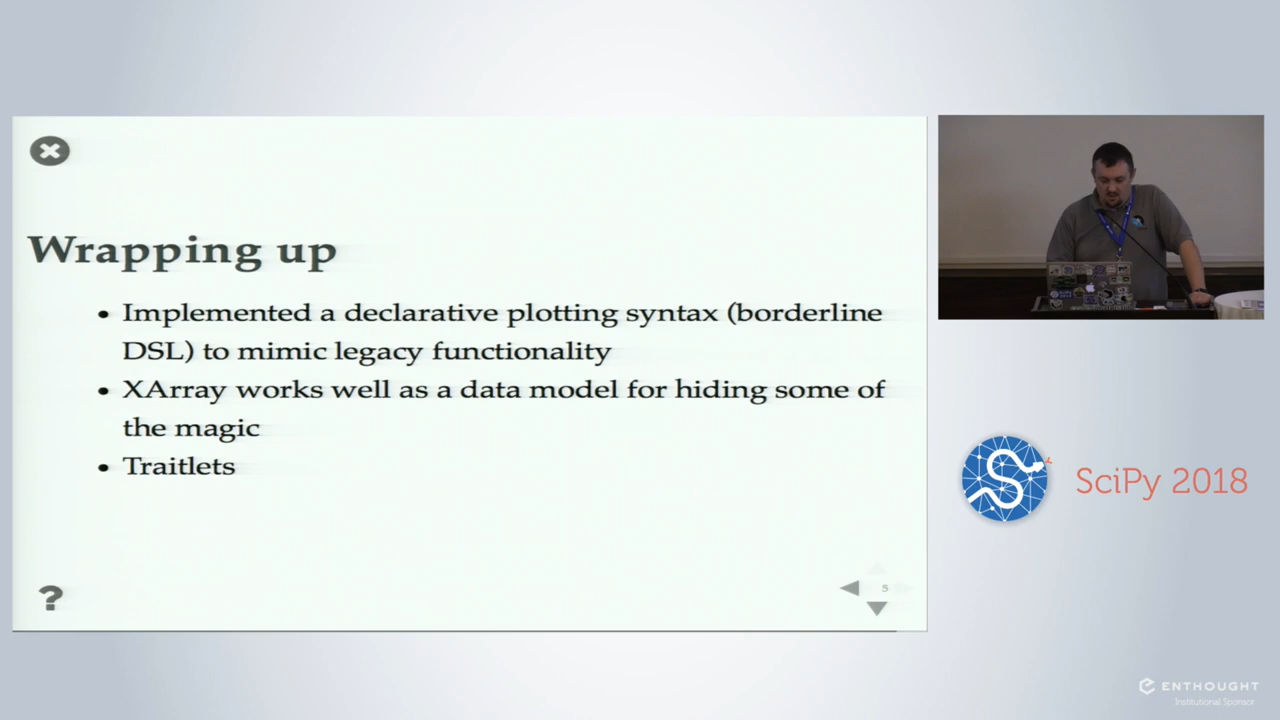 Wrapping up
• Implemented a declarative plotting syntax (borderline
DSL) to mimic legacy functionality
• XArray works well as a data model for hiding some of
the magic
• Traitlets
?
5
SciPy 2018
ENTHOUGHT
Institutional Sponsor